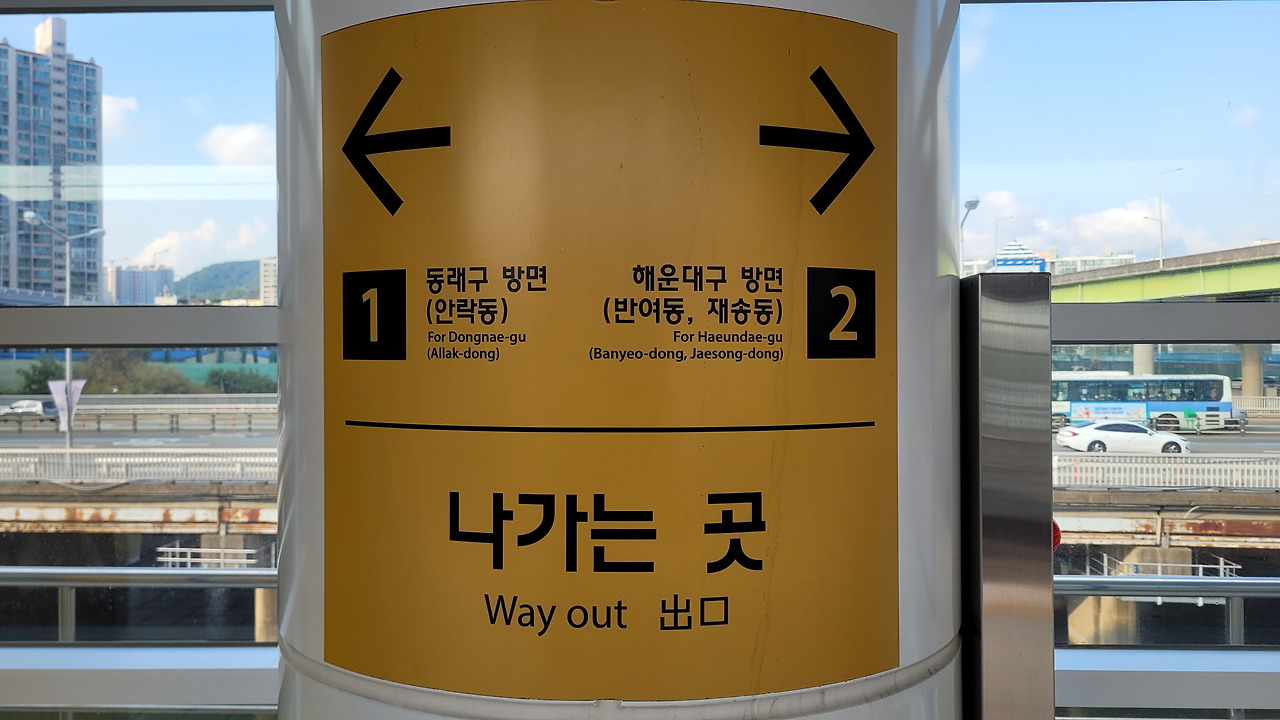 1
동래구 방면
(안락동)
For Dongnae-gu
(Allak-dong)
해운대구 방면
(반여동, 재송동)
For Haeundae-gu
(Banyeo-dong, Jaesong-dong)
2
나가는 곳
Way out 出口